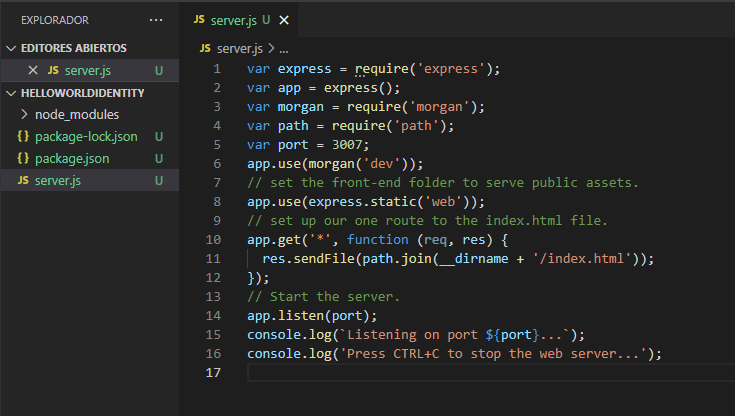 EXPLORADOR ···
EDITORES ABIERTOS
JS server.js U
HELLOWORLDIDENTITY
node_modules
{} package-lock.json U
{} package.json U
JS server.js U
JS server.js U
JS server.js > ...
1 var express = require('express');
2 var app = express();
3 var morgan = require('morgan');
4 var path = require('path');
5 var port = 3007;
6 app.use(morgan('dev'));
7 // set the front-end folder to serve public assets.
8 app.use(express.static('web'));
9 // set up our one route to the index.html file.
10 app.get('*', function (req, res) {
11 res.sendFile(path.join(__dirname + '/index.html'));
12 });
13 // Start the server.
14 app.listen(port);
15 console.log(`Listening on port ${port}...`);
16 console.log('Press CTRL+C to stop the web server...');
17